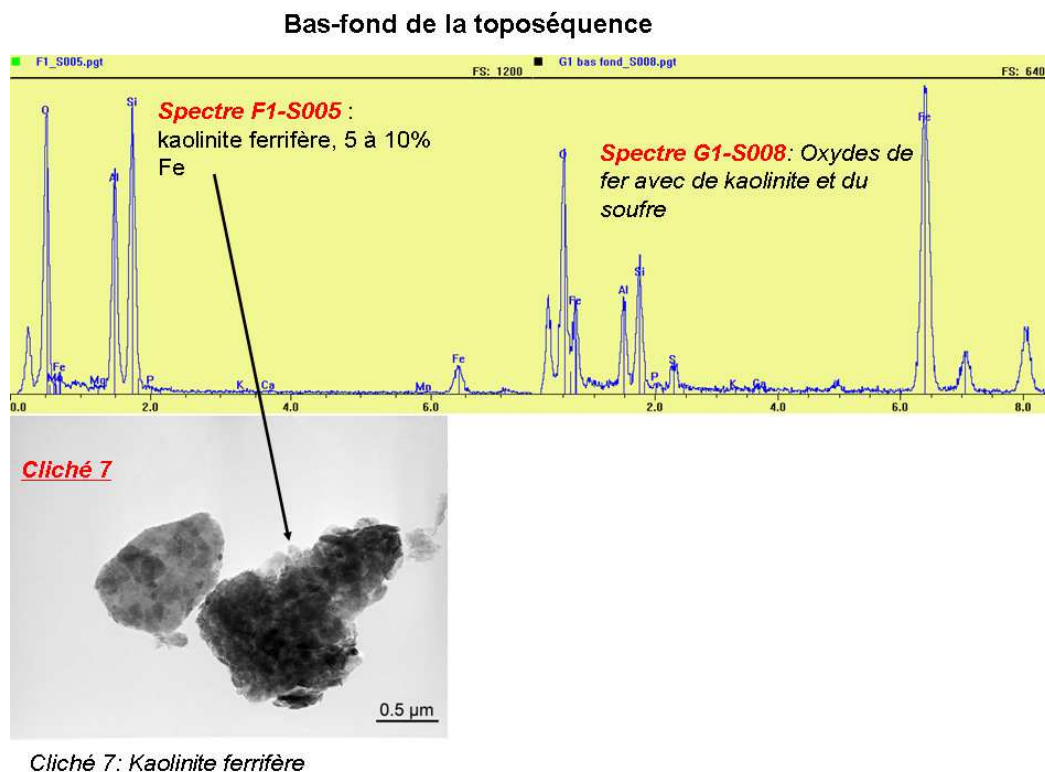 Bas-fond de la toposéquence
F1_S005.pgt
FS: 1200
G1 bas fond_S008.pgt
FS: 640
Spectre F1-S005 :
kaolinite ferrifère, 5 à 10%
Fe
O
Si
Al
Fe
Mg
P
K
Ca
Mn
Fe
0.0
2.0
4.0
6.0
Spectre G1-S008: Oxydes de
fer avec de kaolinite et du
soufre
O
Fe
Al
Si
S
P
K
Ca
Fe
2.0
4.0
6.0
8.0
Cliché 7
0.5 µm
Cliché 7: Kaolinite ferrifère